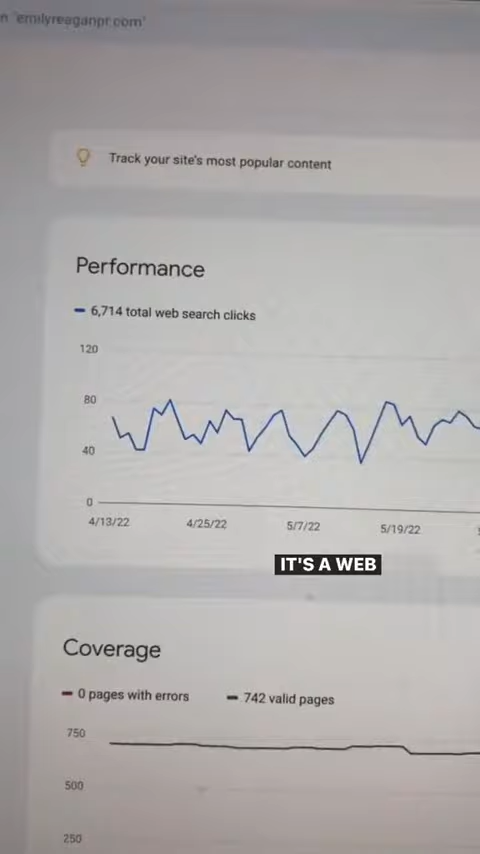 n "emilyreaganpr.com"
Track your site's most popular content
Performance
6,714 total web search clicks
120
80
40
0
4/13/22 4/25/22 5/7/22 5/19/22
IT'S A WEB
Coverage
0 pages with errors 742 valid pages
750
500
250